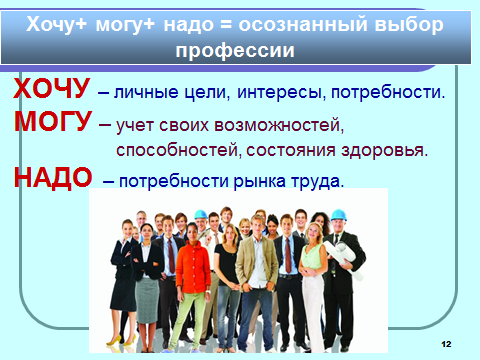 Хочу+ могу+ надо = осознанный выбор
профессии
ХОЧУ – личные цели, интересы, потребности.
МОГУ – учет своих возможностей,
способностей, состояния здоровья.
НАДО – потребности рынка труда.
12